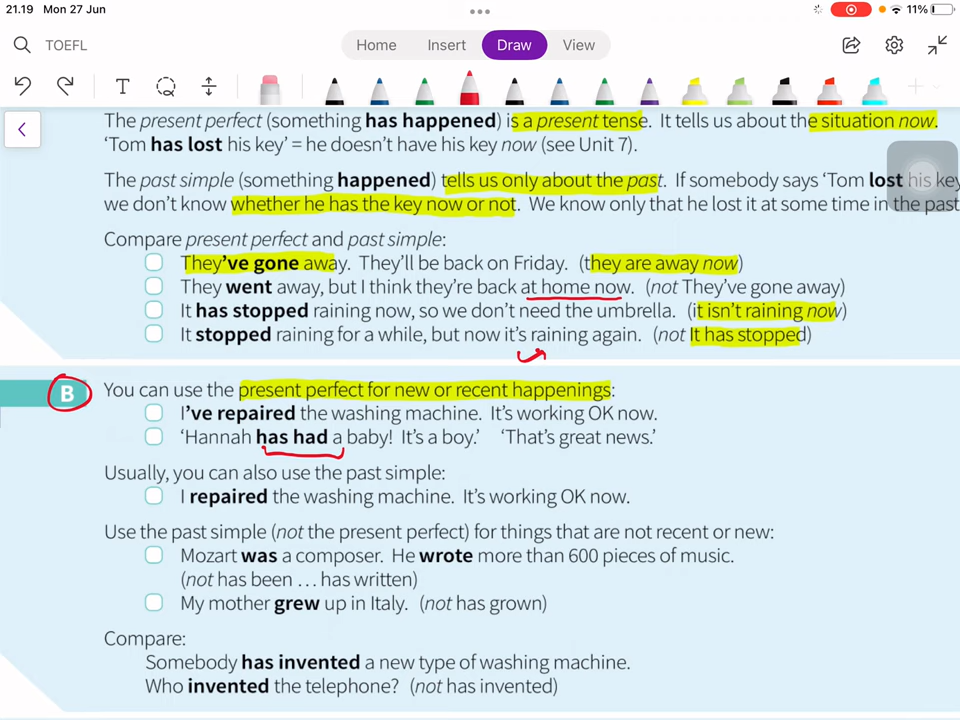 21.19 Mon 27 Jun
11%
TOEFL
Home Insert Draw View
T
The present perfect (something has happened) is a present tense. It tells us about the situation now.
‘Tom has lost his key’ = he doesn’t have his key now (see Unit 7).
The past simple (something happened) tells us only about the past. If somebody says ‘Tom lost his key
we don’t know whether he has the key now or not. We know only that he lost it at some time in the past
Compare present perfect and past simple:
They’ve gone away. They’ll be back on Friday. (they are away now)
They went away, but I think they’re back at home now. (not They’ve gone away)
It has stopped raining now, so we don’t need the umbrella. (it isn’t raining now)
It stopped raining for a while, but now it’s raining again. (not It has stopped)
B
You can use the present perfect for new or recent happenings:
I’ve repaired the washing machine. It’s working OK now.
‘Hannah has had a baby! It’s a boy.’ ‘That’s great news.’
Usually, you can also use the past simple:
I repaired the washing machine. It’s working OK now.
Use the past simple (not the present perfect) for things that are not recent or new:
Mozart was a composer. He wrote more than 600 pieces of music.
(not has been … has written)
My mother grew up in Italy. (not has grown)
Compare:
Somebody has invented a new type of washing machine.
Who invented the telephone? (not has invented)